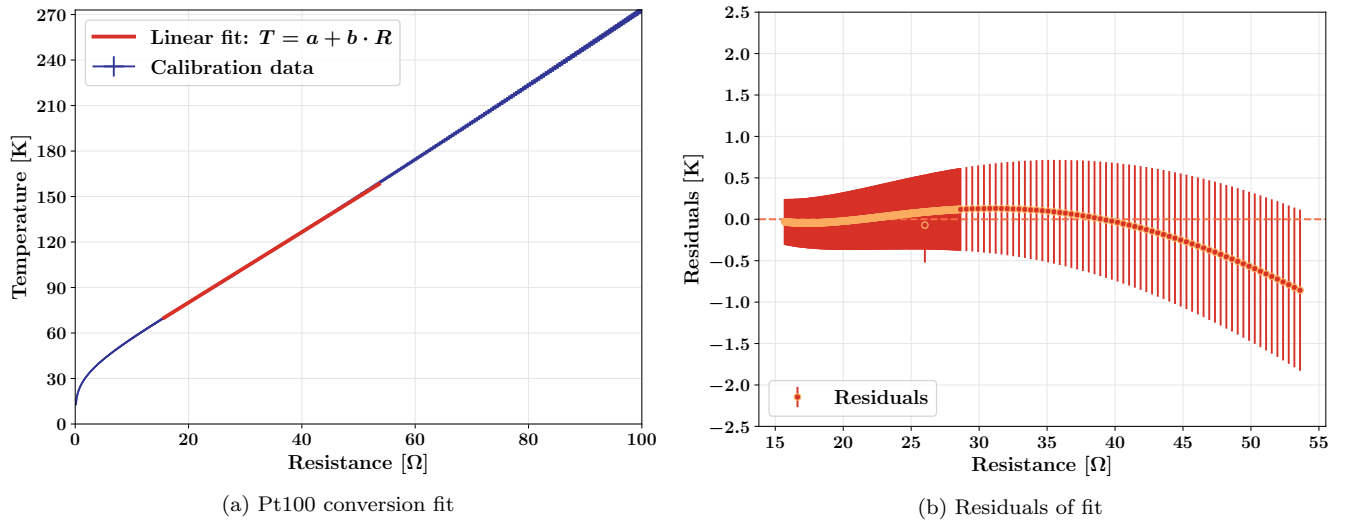 270
240
210
180
150
120
90
60
30
0
Temperature [K]
Linear fit: T = a + b · R
Calibration data
0 20 40 60 80 100
Resistance [Ω]
(a) Pt100 conversion fit
2.5
2.0
1.5
1.0
0.5
0.0
−0.5
−1.0
−1.5
−2.0
−2.5
Residuals [K]
Residuals
15 20 25 30 35 40 45 50 55
Resistance [Ω]
(b) Residuals of fit